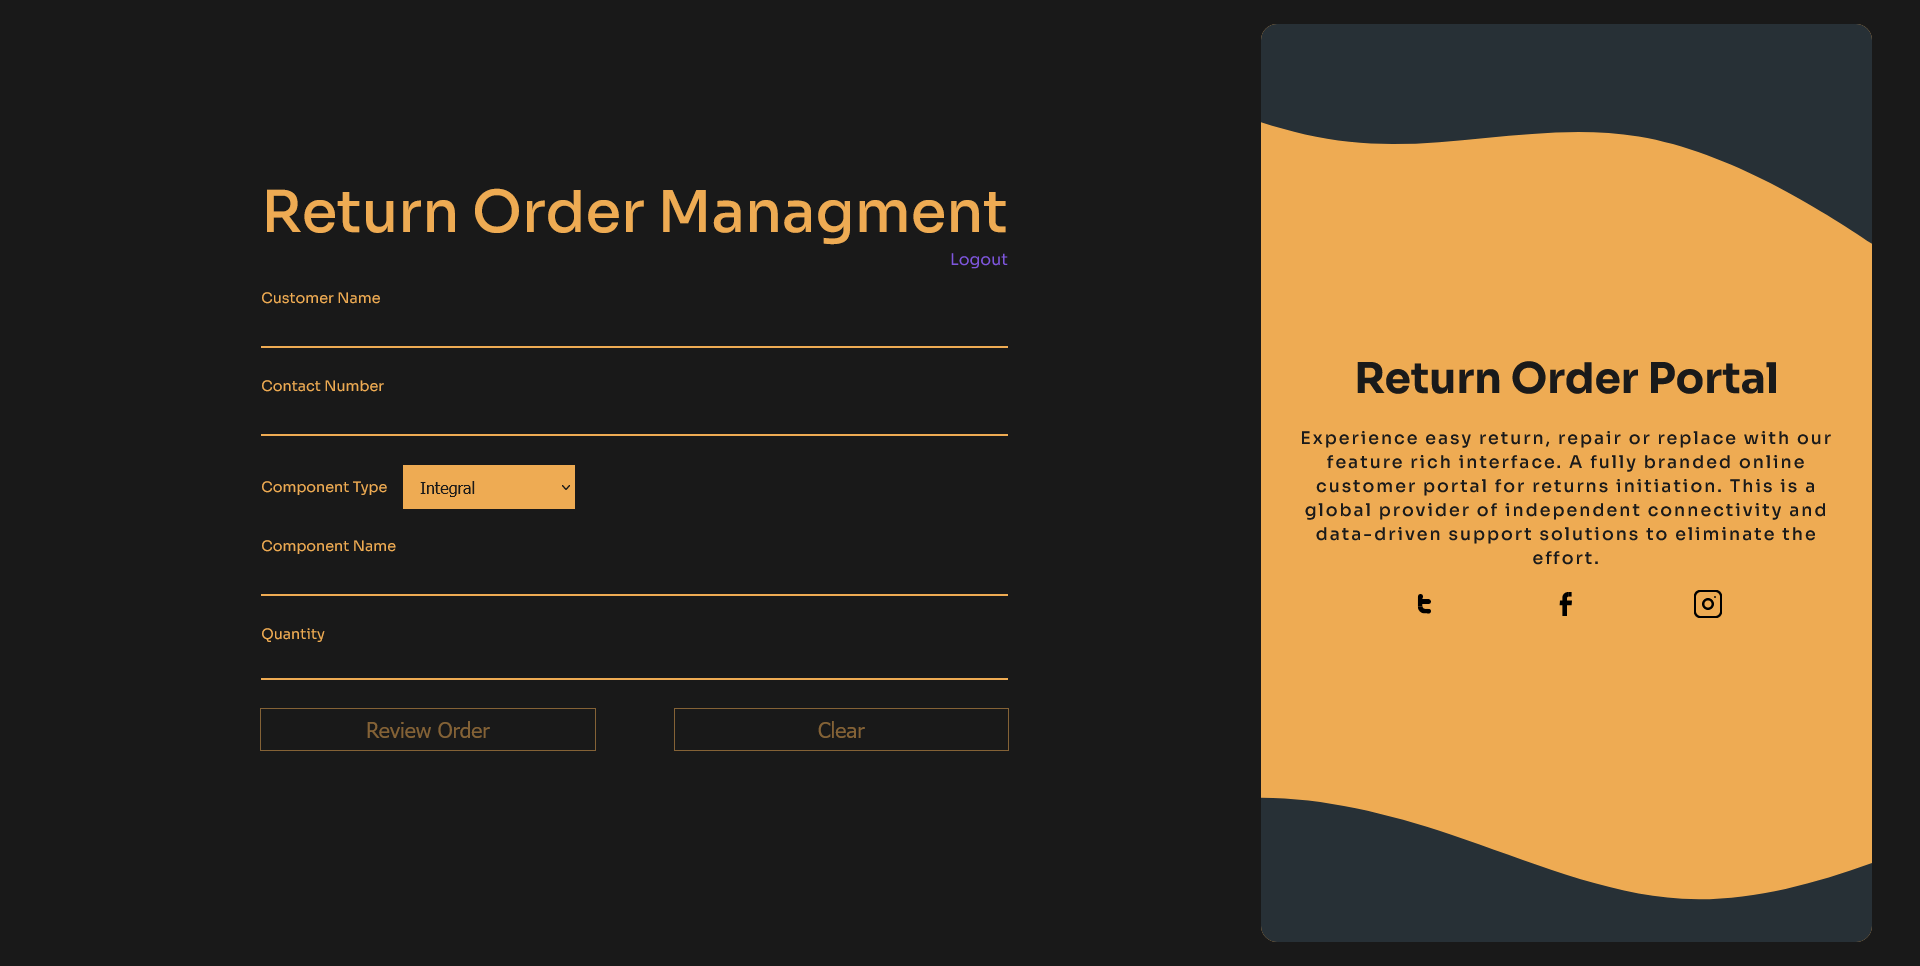 Return Order Managment
Logout
Customer Name
Contact Number
Component Type
Integral
Component Name
Quantity
Review Order
Clear
Return Order Portal
Experience easy return, repair or replace with our
feature rich interface. A fully branded online
customer portal for returns initiation. This is a
global provider of independent connectivity and
data-driven support solutions to eliminate the
effort.